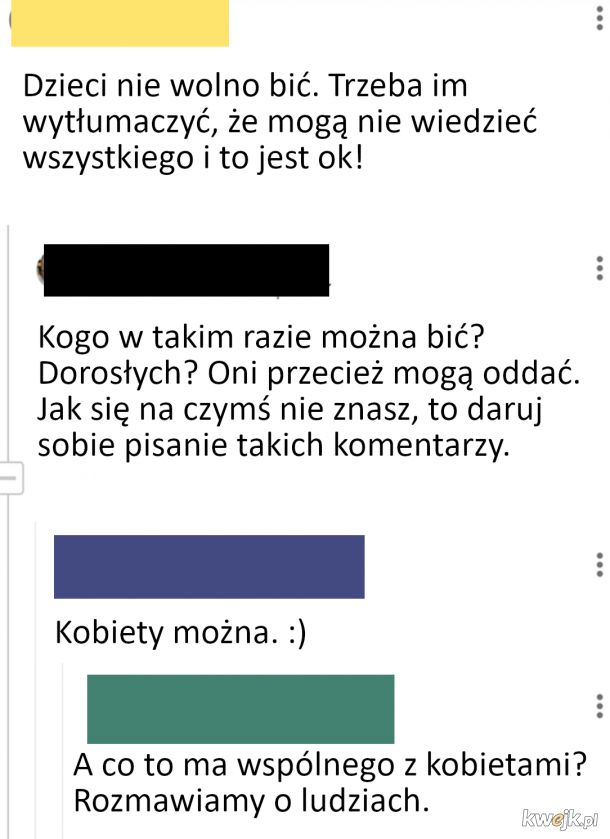 Dzieci nie wolno bić. Trzeba im
wytłumaczyć, że mogą nie wiedzieć
wszystkiego i to jest ok!
Kogo w takim razie można bić?
Dorosłych? Oni przecież mogą oddać.
Jak się na czymś nie znasz, to daruj
sobie pisanie takich komentarzy.
Kobiety można. :)
A co to ma wspólnego z kobietami?
Rozmawiamy o ludziach.
kwejk.pl